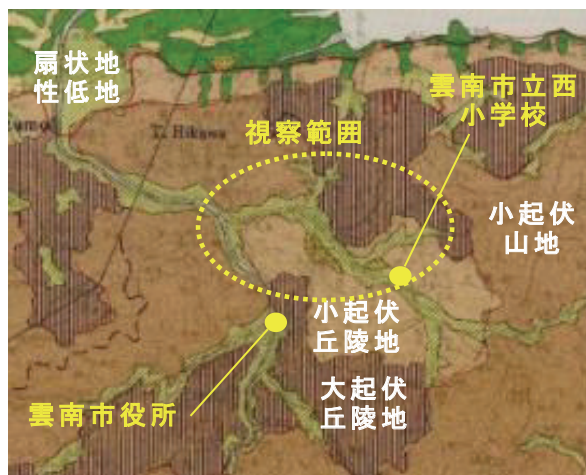 扇状地
性低地
雲南市立西
小学校
視察範囲
T. Hikawa
小起伏
山地
小起伏
丘陵地
大起伏
丘陵地
雲南市役所